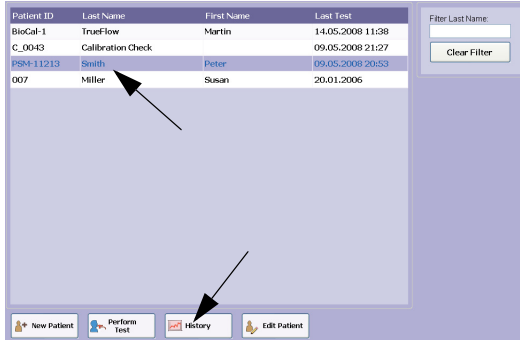 Patient ID Last Name First Name Last Test
BioCal-1 TrueFlow Martin 14.05.2008 11:38
C_0043 Calibration Check 09.05.2008 21:27
PSM-11213 Smith Peter 09.05.2008 20:53
007 Miller Susan 20.01.2006
Filter Last Name:
Clear Filter
New Patient
Perform
Test
History
Edit Patient